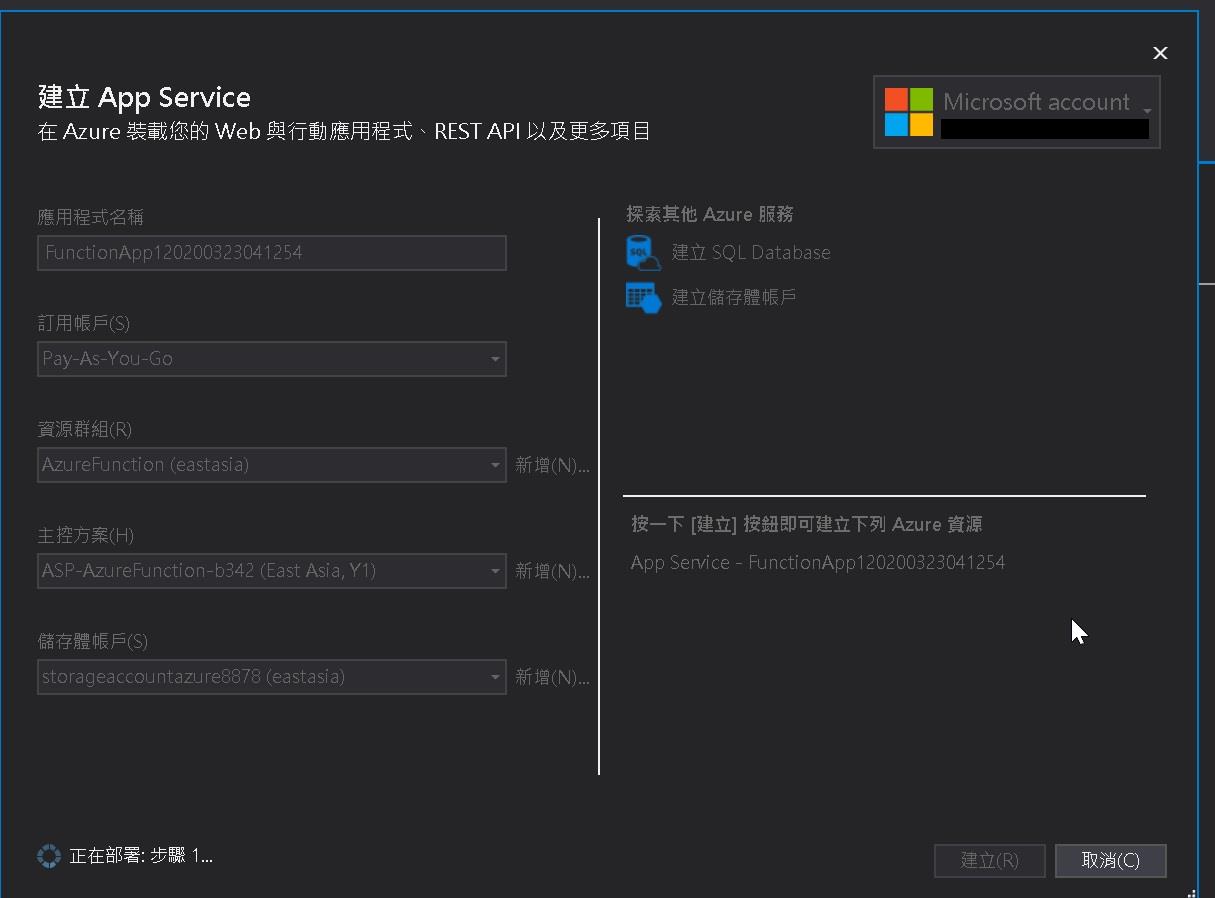 建立 App Service
在 Azure 裝載您的 Web 與行動應用程式、REST API 以及更多項目
Microsoft account
應用程式名稱
FunctionApp120200323041254
訂用帳戶(S)
Pay-As-You-Go
資源群組(R)
AzureFunction (eastasia)
新增(N)...
主控方案(H)
ASP-AzureFunction-b342 (East Asia, Y1)
新增(N)...
儲存體帳戶(S)
storageaccountazure8878 (eastasia)
新增(N)...
探索其他 Azure 服務
SQL
建立 SQL Database
建立儲存體帳戶
按一下 [建立] 按鈕即可建立下列 Azure 資源
App Service - FunctionApp120200323041254
正在部署: 步驟 1...
建立(R)
取消(C)